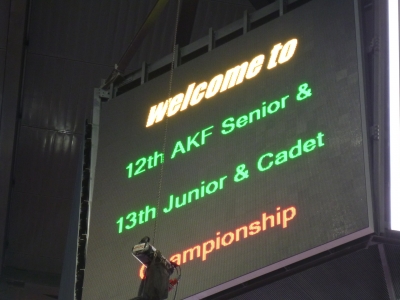 welcome to
12th AKF Senior &
13th Junior & Cadet
Championship